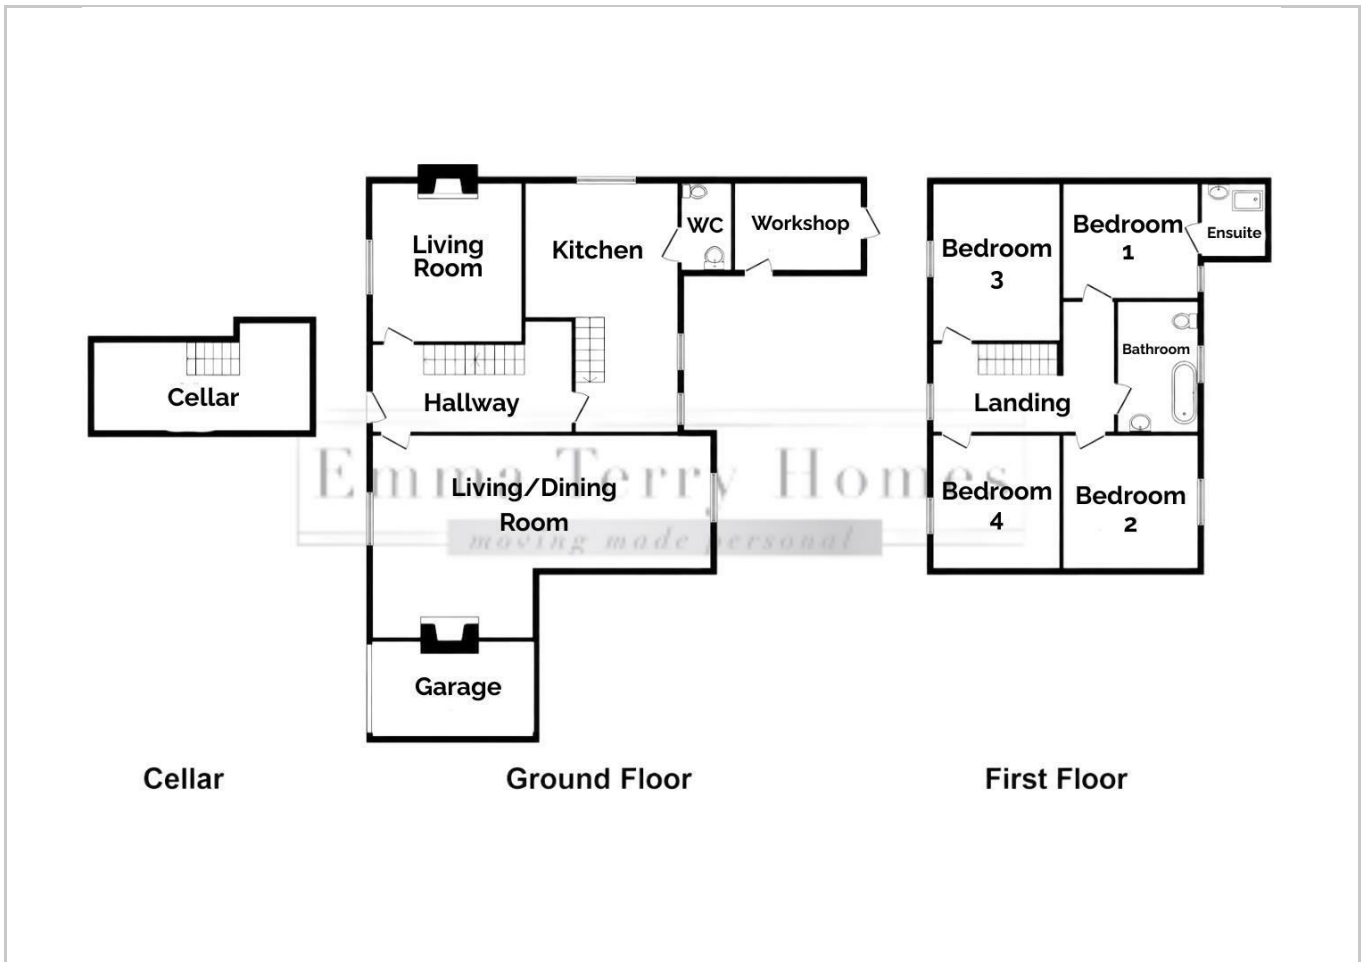 Living
Room
Kitchen
WC
Workshop
Bedroom
3
Bedroom
1
Ensuite
Bathroom
Cellar
Hallway
Landing
Emma Terry Homes
moving made personal
Living/Dining
Room
Bedroom
4
Bedroom
2
Garage
Cellar
Ground Floor
First Floor